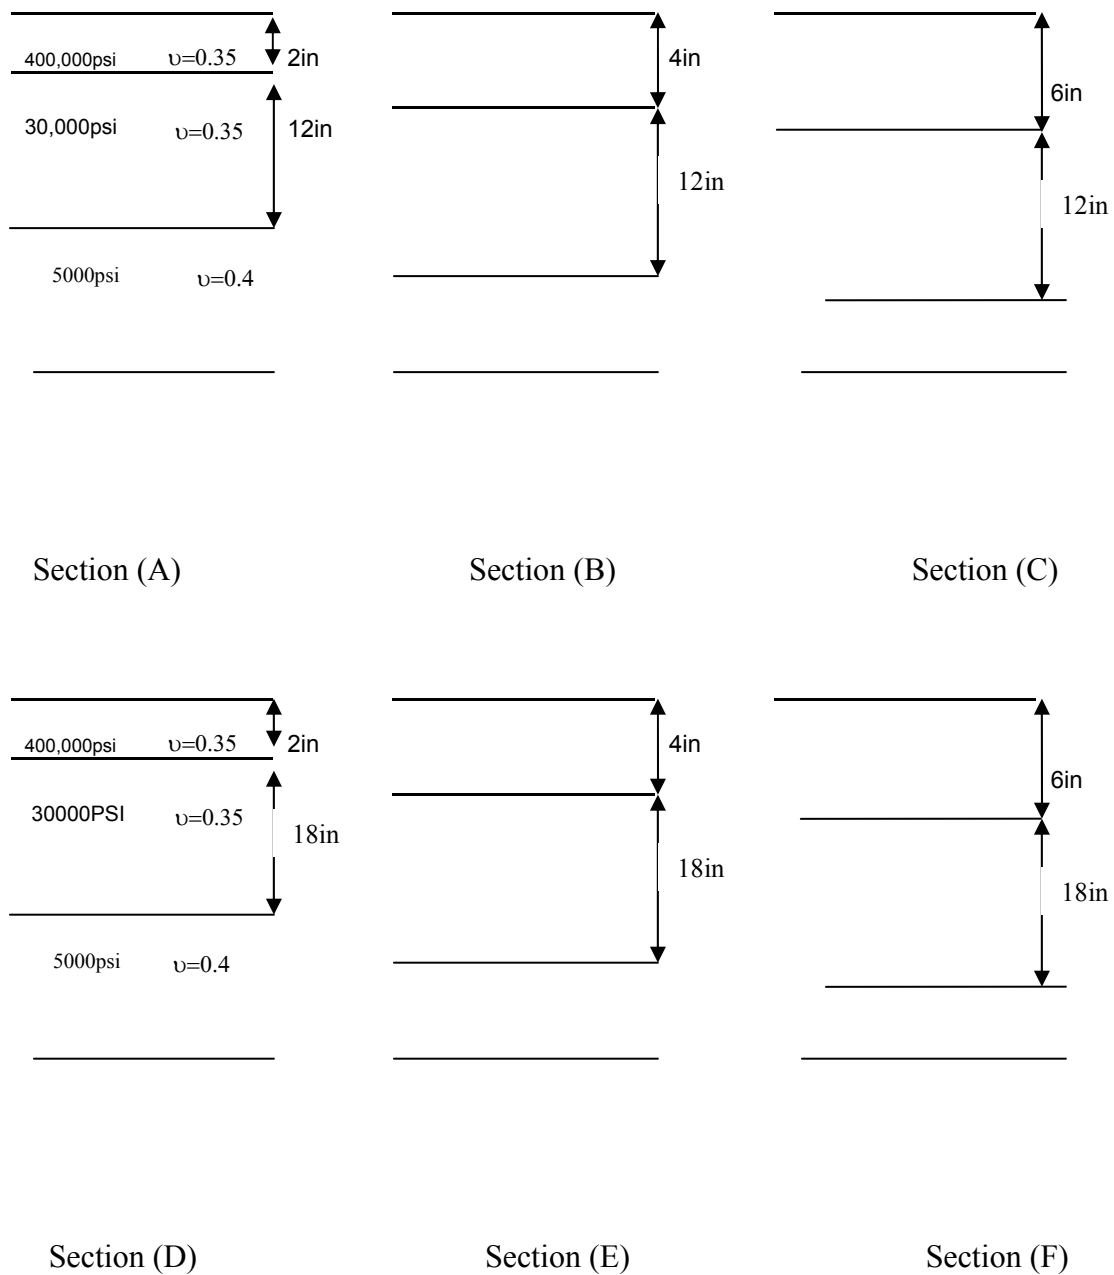 400,000psi υ=0.35 2in
30,000psi υ=0.35 12in
5000psi υ=0.4
4in
12in
6in
12in
Section (A)
Section (B)
Section (C)
400,000psi υ=0.35 2in
30000PSI υ=0.35 18in
5000psi υ=0.4
4in
18in
6in
18in
Section (D)
Section (E)
Section (F)